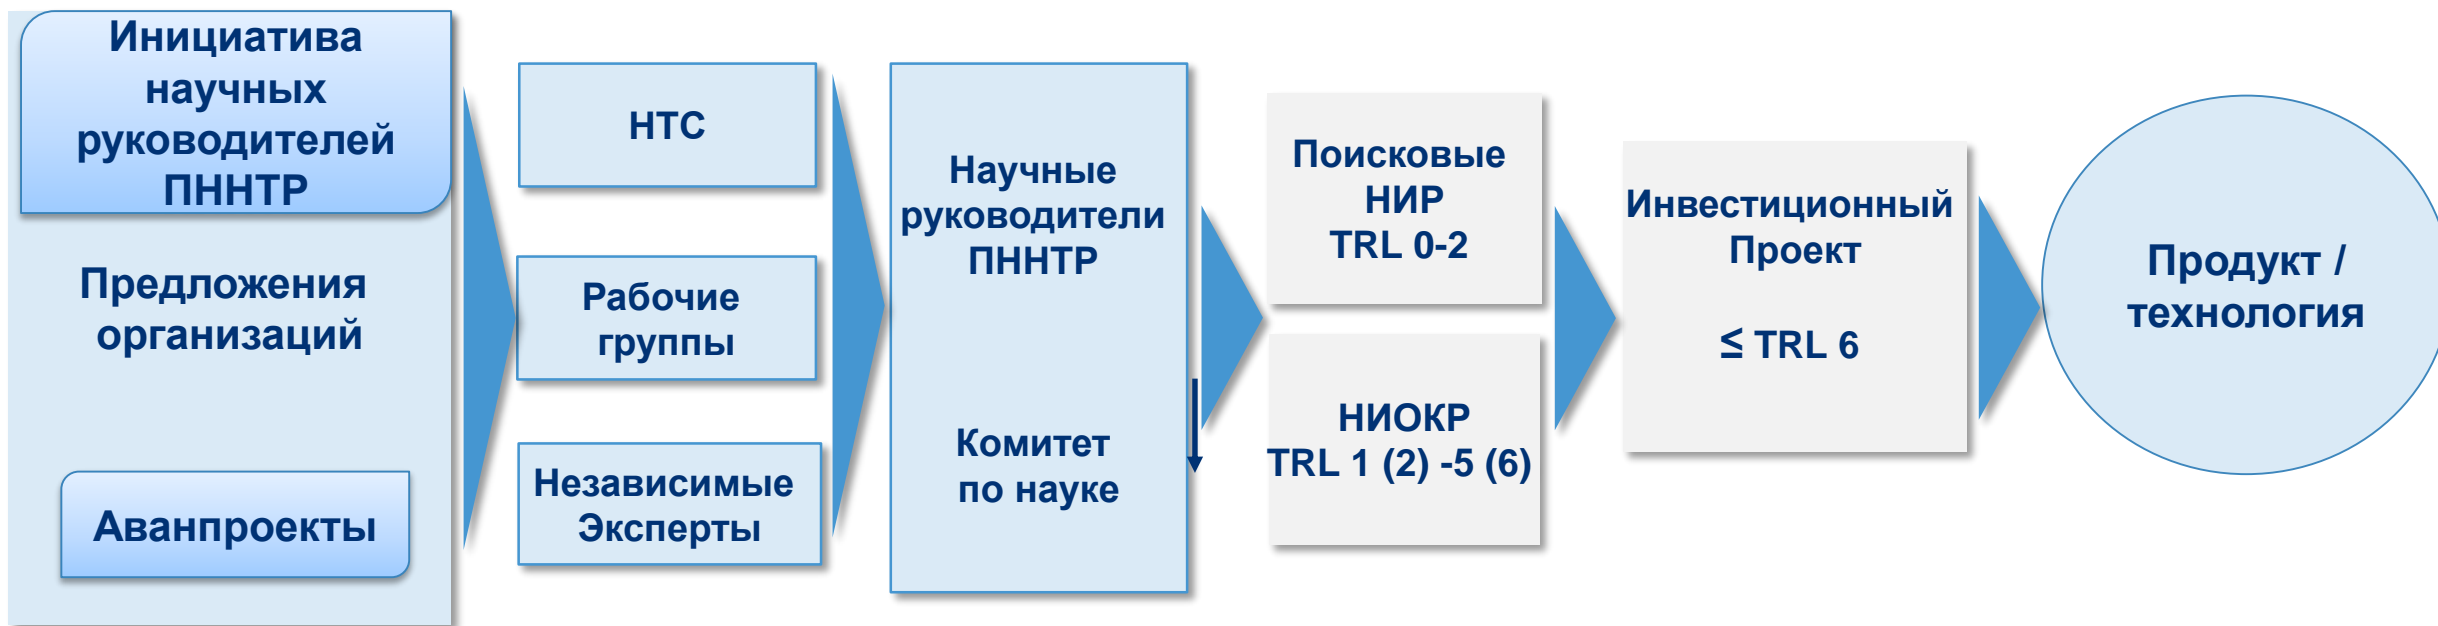 Инициатива
научных
руководителей
ПННТР
Предложения
организаций
Аванпроекты
НТС
Рабочие
группы
Независимые
Эксперты
Научные
руководители
ПННТР
Комитет
по науке
Поисковые
НИР
TRL 0-2
НИОКР
TRL 1 (2) -5 (6)
Инвестиционный
Проект
≤ TRL 6
Продукт /
технология